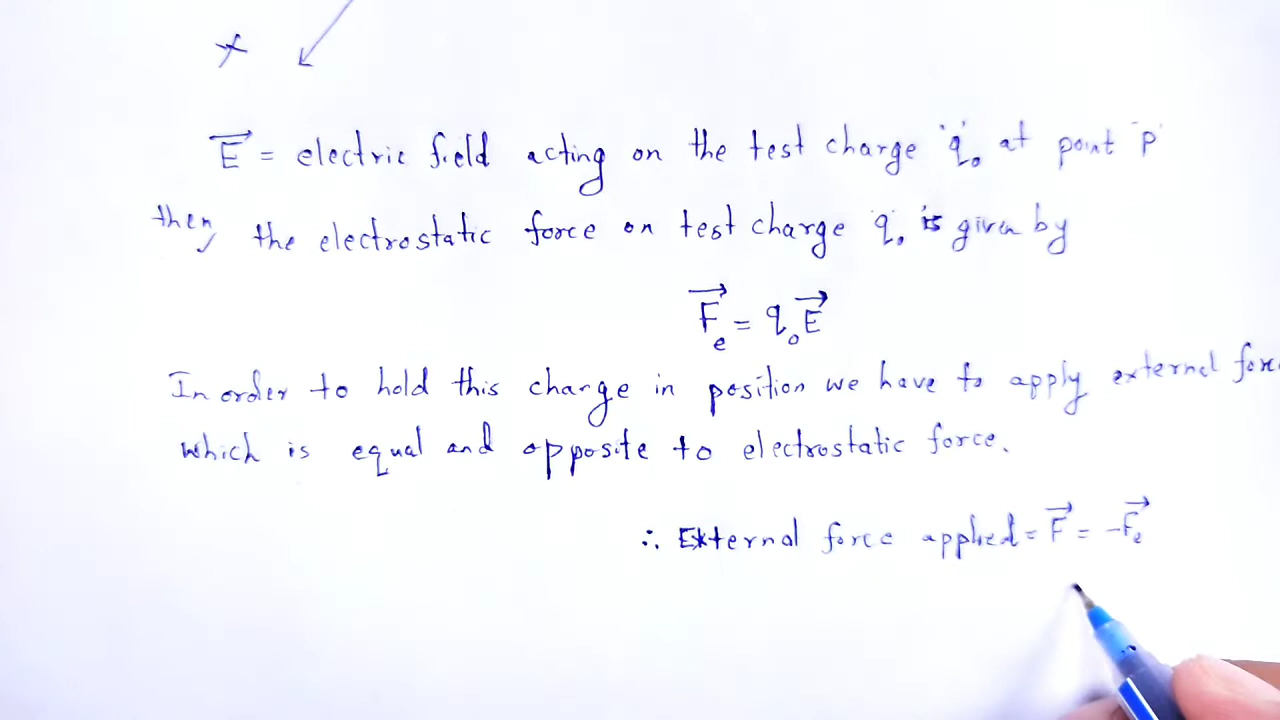 x
E⃗ = electric field acting on the test charge 'q₀' at point 'p'
then the electrostatic force on test charge 'q₀' is given by
F⃗e = q₀E⃗
In order to hold this charge in position we have to apply external force
which is equal and opposite to electrostatic force.
∴ External force applied = F⃗ = -F⃗e